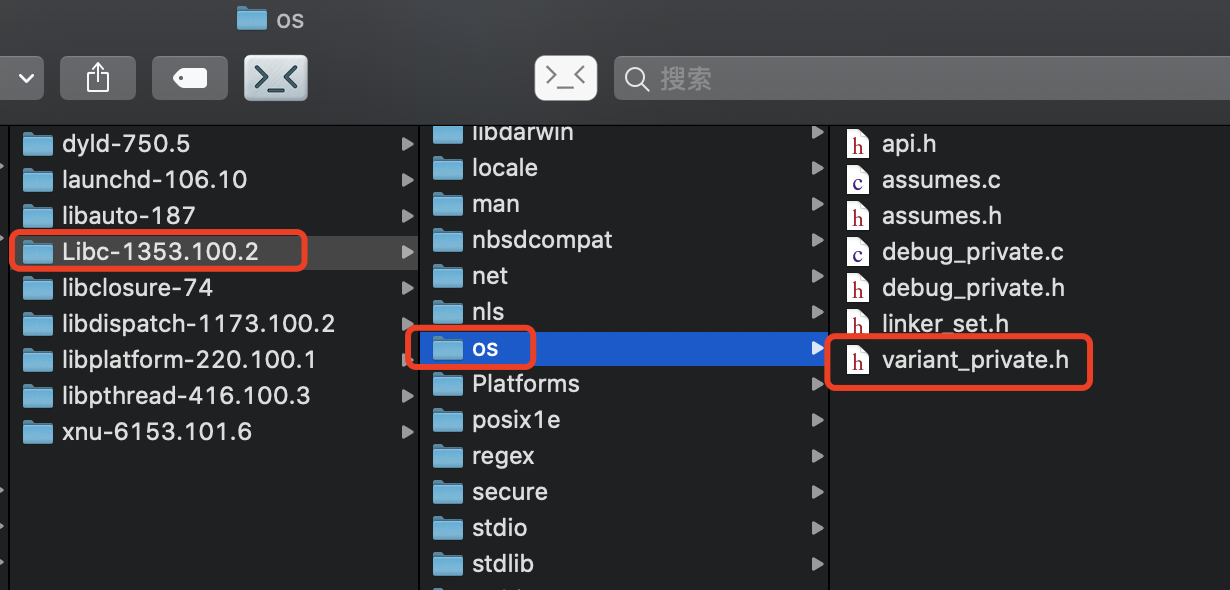 os
搜索
dyld-750.5
launchd-106.10
libauto-187
Libc-1353.100.2
libclosure-74
libdispatch-1173.100.2
libplatform-220.100.1
libpthread-416.100.3
xnu-6153.101.6
libdarwin
locale
man
nbsdcompat
net
nls
os
Platforms
posix1e
regex
secure
stdio
stdlib
h api.h
c assumes.c
h assumes.h
c debug_private.c
h debug_private.h
h linker_set.h
h variant_private.h